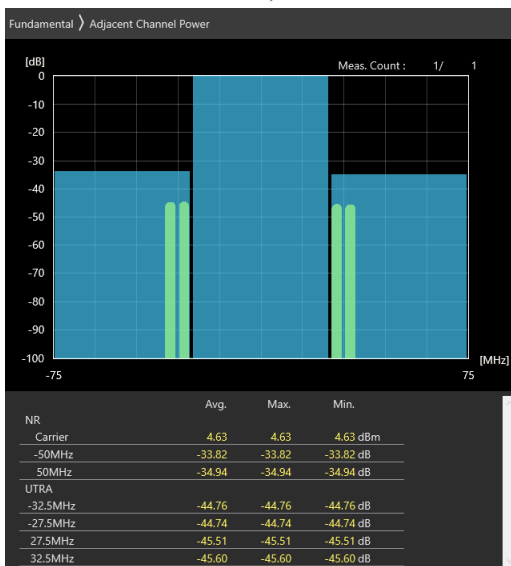 Fundamental 〉 Adjacent Channel Power
[dB]
Meas. Count : 1/ 1
0
-10
-20
-30
-40
-50
-60
-70
-80
-90
-100
[MHz]
-75 75
Avg. Max. Min.
NR
Carrier 4.63 4.63 4.63 dBm
-50MHz -33.82 -33.82 -33.82 dB
50MHz -34.94 -34.94 -34.94 dB
UTRA
-32.5MHz -44.76 -44.76 -44.76 dB
-27.5MHz -44.74 -44.74 -44.74 dB
27.5MHz -45.51 -45.51 -45.51 dB
32.5MHz -45.60 -45.60 -45.60 dB